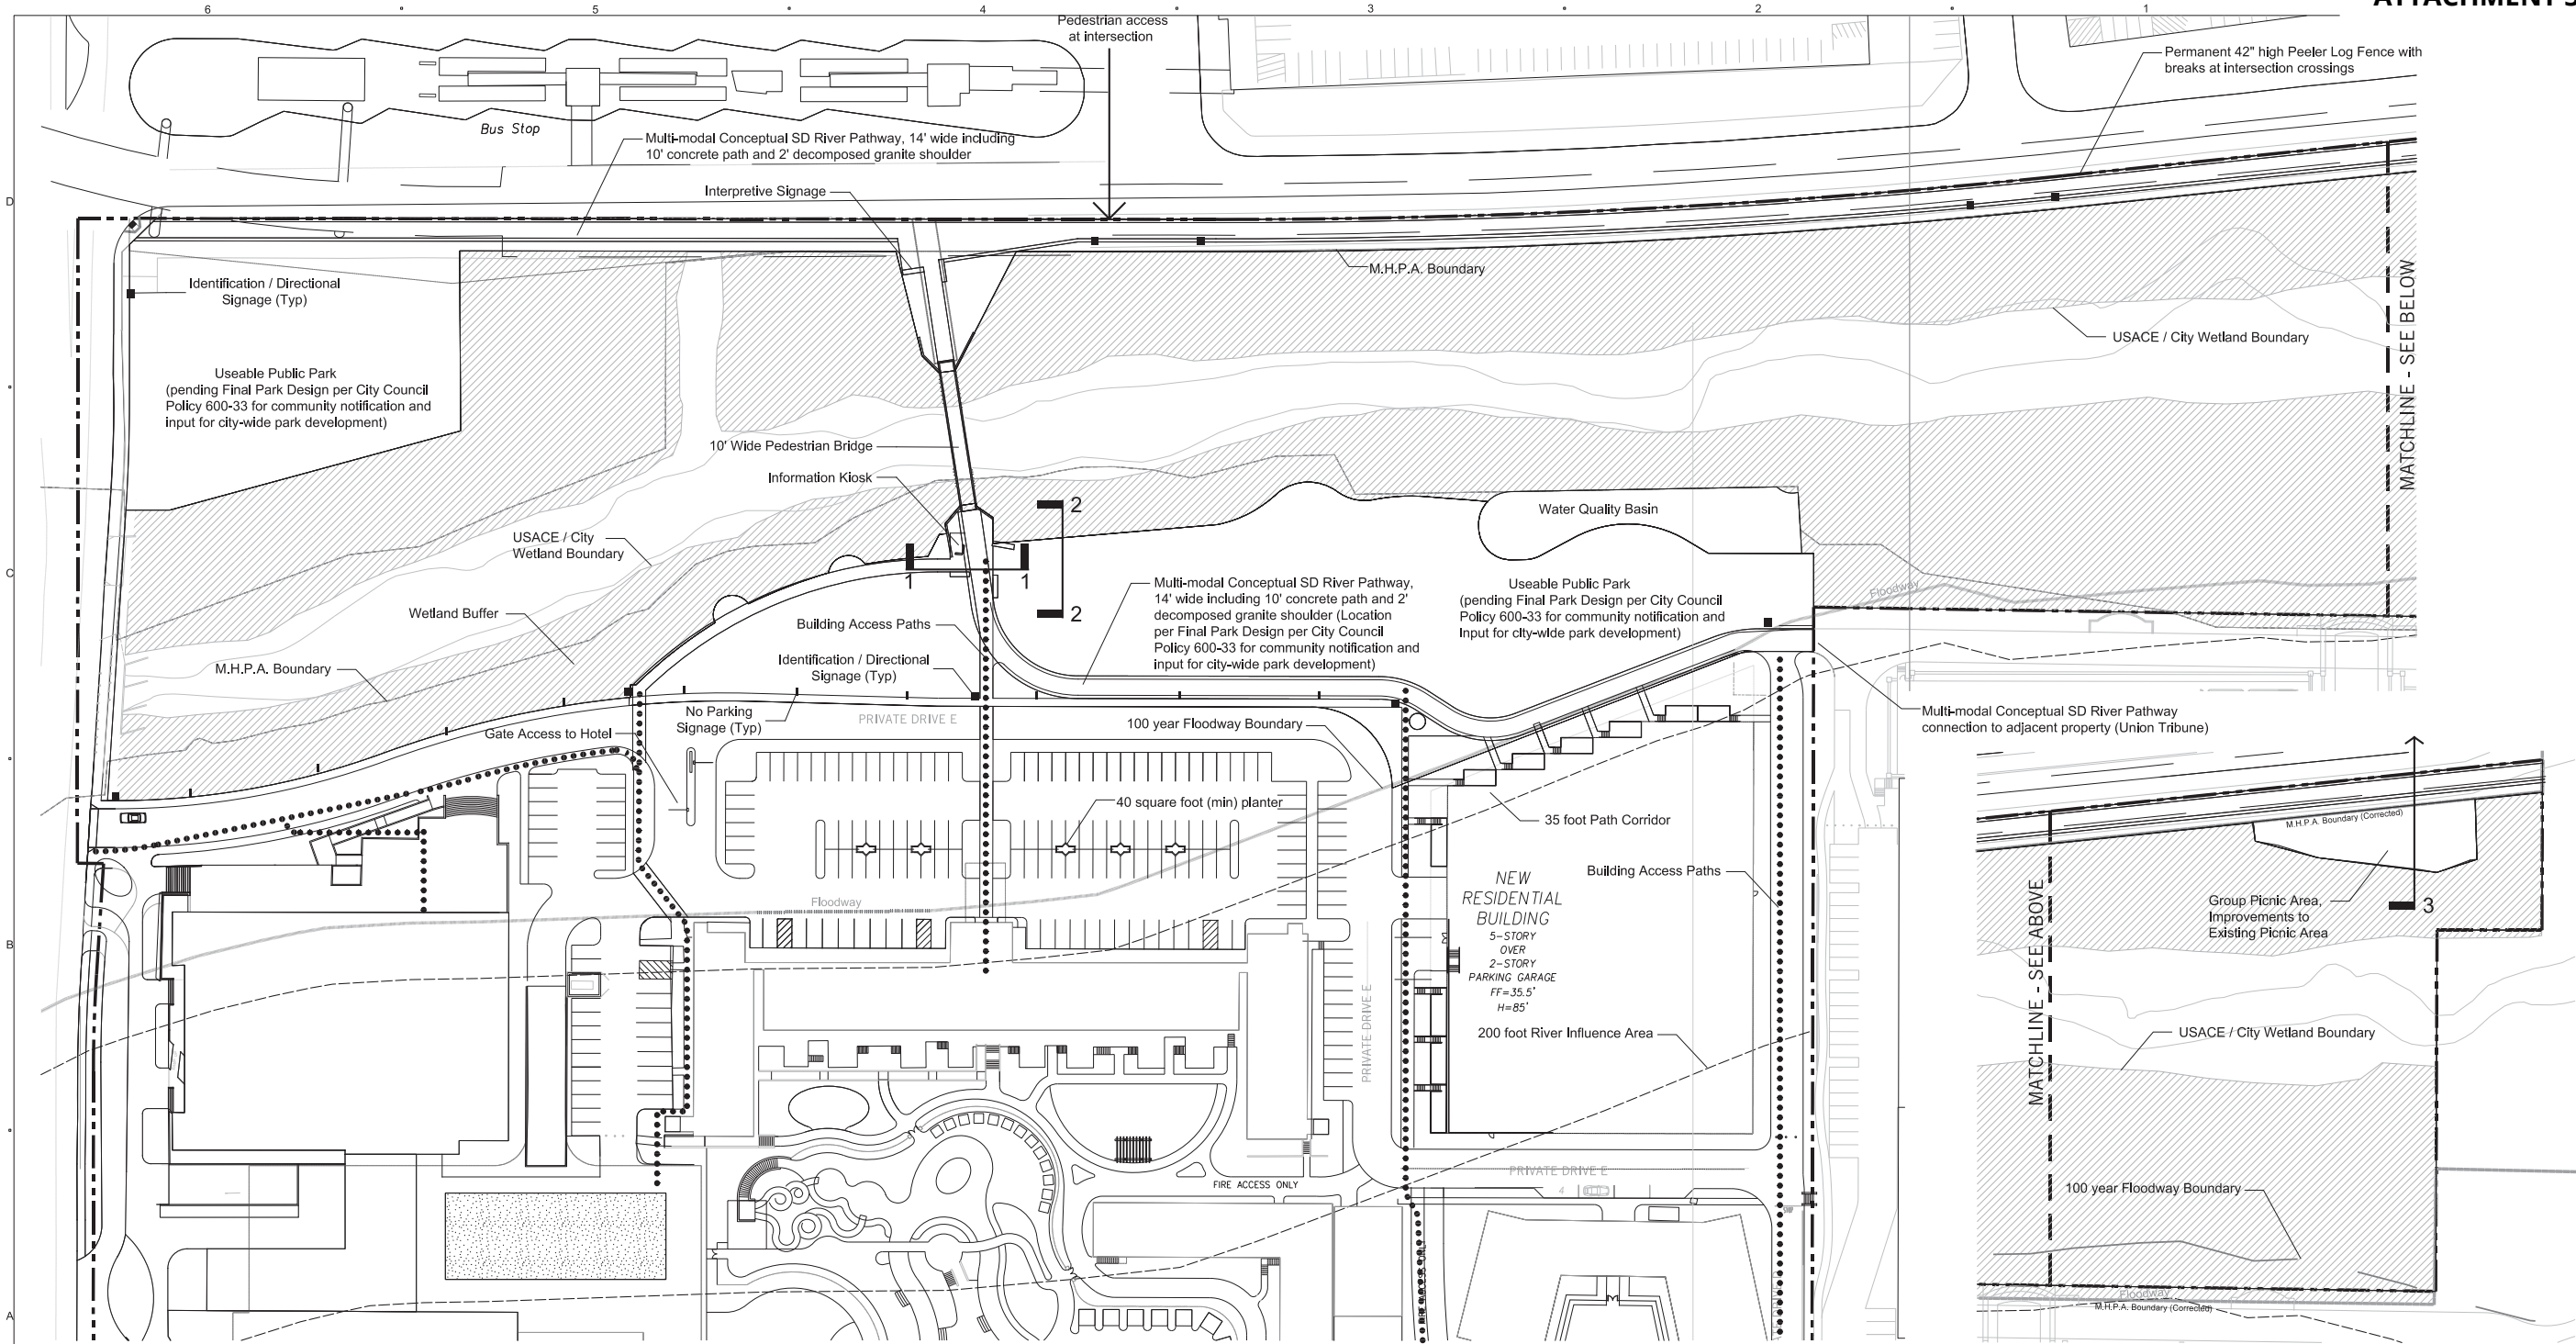 6
5
4
3
2
1
Pedestrian access
at intersection
Permanent 42" high Peeler Log Fence with
breaks at intersection crossings
Bus Stop
Multi-modal Conceptual SD River Pathway, 14' wide including
10' concrete path and 2' decomposed granite shoulder
Interpretive Signage
D
M.H.P.A. Boundary
Identification / Directional
Signage (Typ)
USACE / City Wetland Boundary
MATCHLINE - SEE BELOW
Useable Public Park
(pending Final Park Design per City Council
Policy 600-33 for community notification and
input for city-wide park development)
10' Wide Pedestrian Bridge
Information Kiosk
2
Water Quality Basin
USACE / City
Wetland Boundary
C
1
1
2
Multi-modal Conceptual SD River Pathway,
14' wide including 10' concrete path and 2'
decomposed granite shoulder (Location
per Final Park Design per City Council
Policy 600-33 for community notification and
input for city-wide park development)
Useable Public Park
(pending Final Park Design per City Council
Policy 600-33 for community notification and
Input for city-wide park development)
Floodway
Wetland Buffer
Building Access Paths
M.H.P.A. Boundary
Identification / Directional
Signage (Typ)
No Parking
Signage (Typ)
PRIVATE DRIVE E
100 year Floodway Boundary
Gate Access to Hotel
Multi-modal Conceptual SD River Pathway
connection to adjacent property (Union Tribune)
40 square foot (min) planter
35 foot Path Corridor
M.H.P.A. Boundary (Corrected)
NEW
RESIDENTIAL
BUILDING
5-STORY
OVER
2-STORY
PARKING GARAGE
FF=35.5'
H=85'
Building Access Paths
Floodway
B
Group Picnic Area,
Improvements to
Existing Picnic Area
3
MATCHLINE - SEE ABOVE
PRIVATE DRIVE E
200 foot River Influence Area
USACE / City Wetland Boundary
FIRE ACCESS ONLY
PRIVATE DRIVE E
4
100 year Floodway Boundary
Floodway
M.H.P.A. Boundary (Corrected)
A